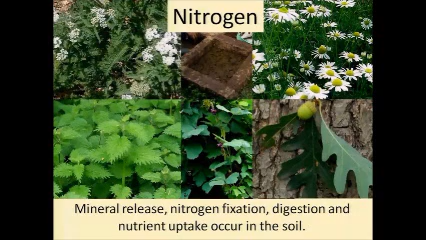 Nitrogen
Mineral release, nitrogen fixation, digestion and
nutrient uptake occur in the soil.